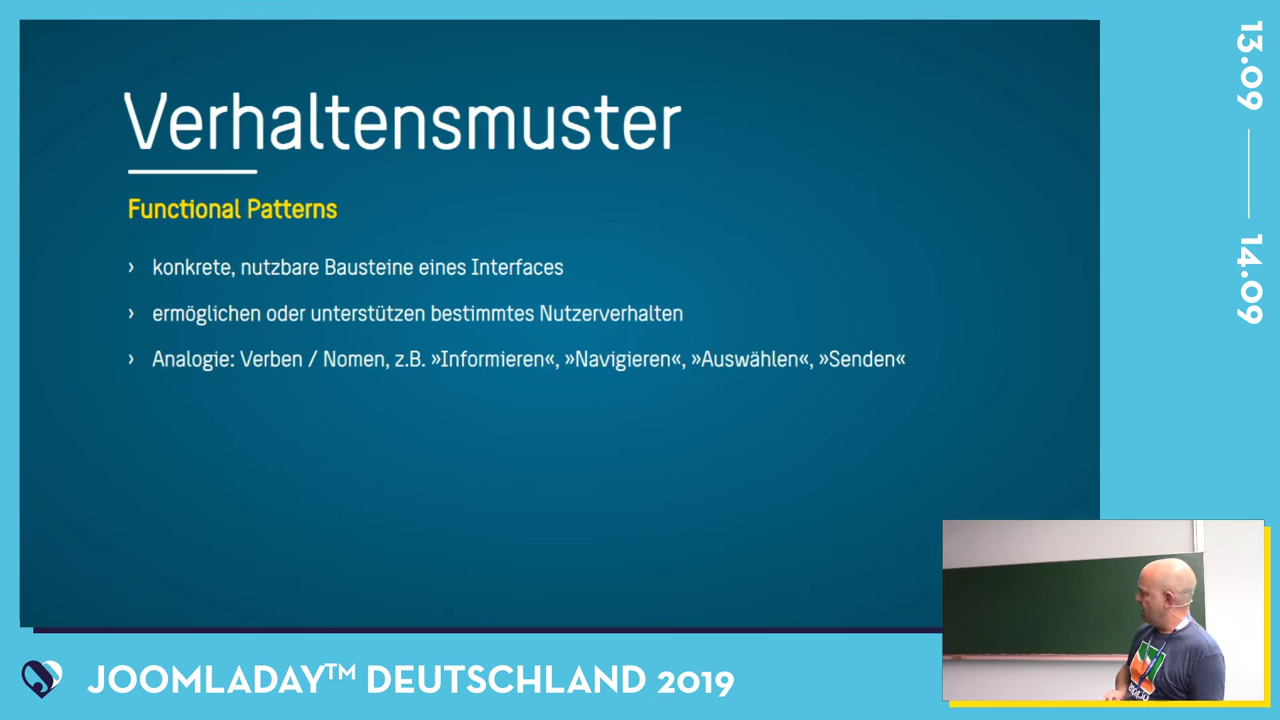 Verhaltensmuster
Functional Patterns
› konkrete, nutzbare Bausteine eines Interfaces
› ermöglichen oder unterstützen bestimmtes Nutzerverhalten
› Analogie: Verben / Nomen, z.B. »Informieren«, »Navigieren«, »Auswählen«, »Senden«
13.09
14.09
JOOMLADAY™ DEUTSCHLAND 2019